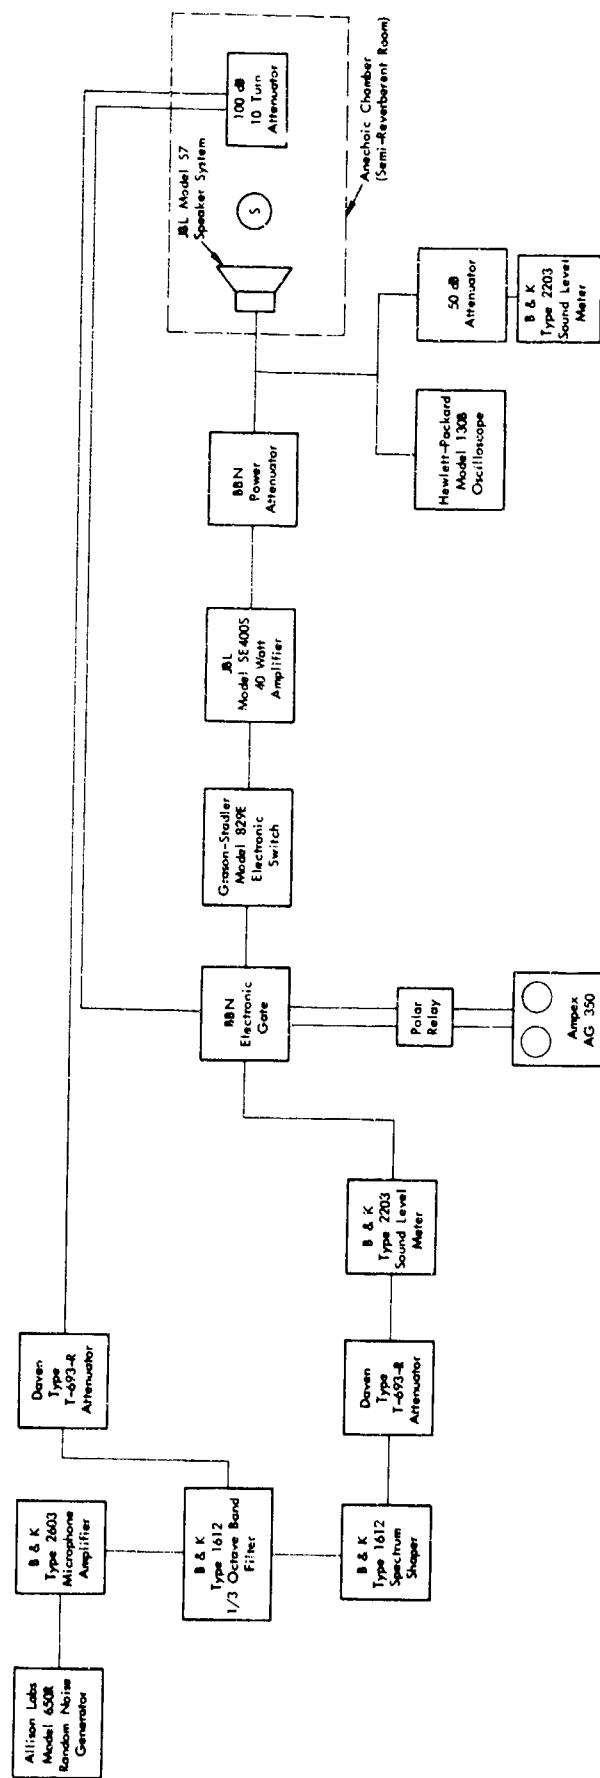 Allison Labs
Model 650R
Random Noise
Generator
B & K
Type 2603
Microphone
Amplifier
B & K
Type 1612
1/3 Octave Band
Filter
Daven
Type
T-693-R
Attenuator
B & K
Type 1612
Spectrum
Shaper
Daven
Type
T-693-R
Attenuator
B & K
Type 2203
Sound Level
Meter
BBN
Electronic
Gate
Polar
Relay
Ampex
AG 350
Grason-Stadler
Model 829E
Electronic
Switch
JBL
Model SE400S
40 Watt
Amplifier
BBN
Power
Attenuator
Hewlett-Packard
Model 130B
Oscilloscope
50 dB
Attenuator
B & K
Type 2203
Sound Level
Meter
JBL Model S7
Speaker System
S
100 dB
10 Turn
Attenuator
Anechoic Chamber
(Semi-Reverberent Room)